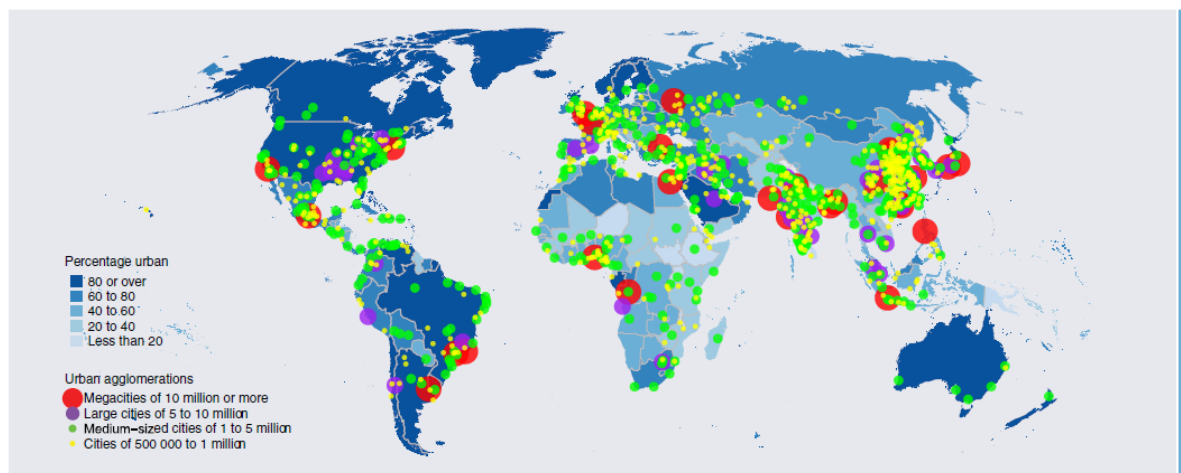 Percentage urban
80 or over
60 to 80
40 to 60
20 to 40
Less than 20
Urban agglomerations
Megacities of 10 million or more
Large cities of 5 to 10 million
Medium-sized cities of 1 to 5 million
Cities of 500 000 to 1 million